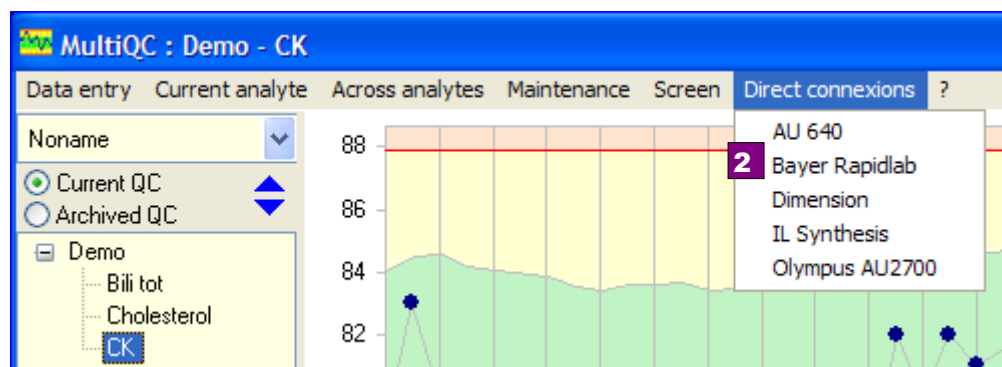 MultiQC : Demo - CK
Data entry Current analyte Across analytes Maintenance Screen Direct connexions ?
Noname
Current QC
Archived QC
Demo
Bili tot
Cholesterol
CK
88
86
84
82
AU 640
2 Bayer Rapidlab
Dimension
IL Synthesis
Olympus AU2700